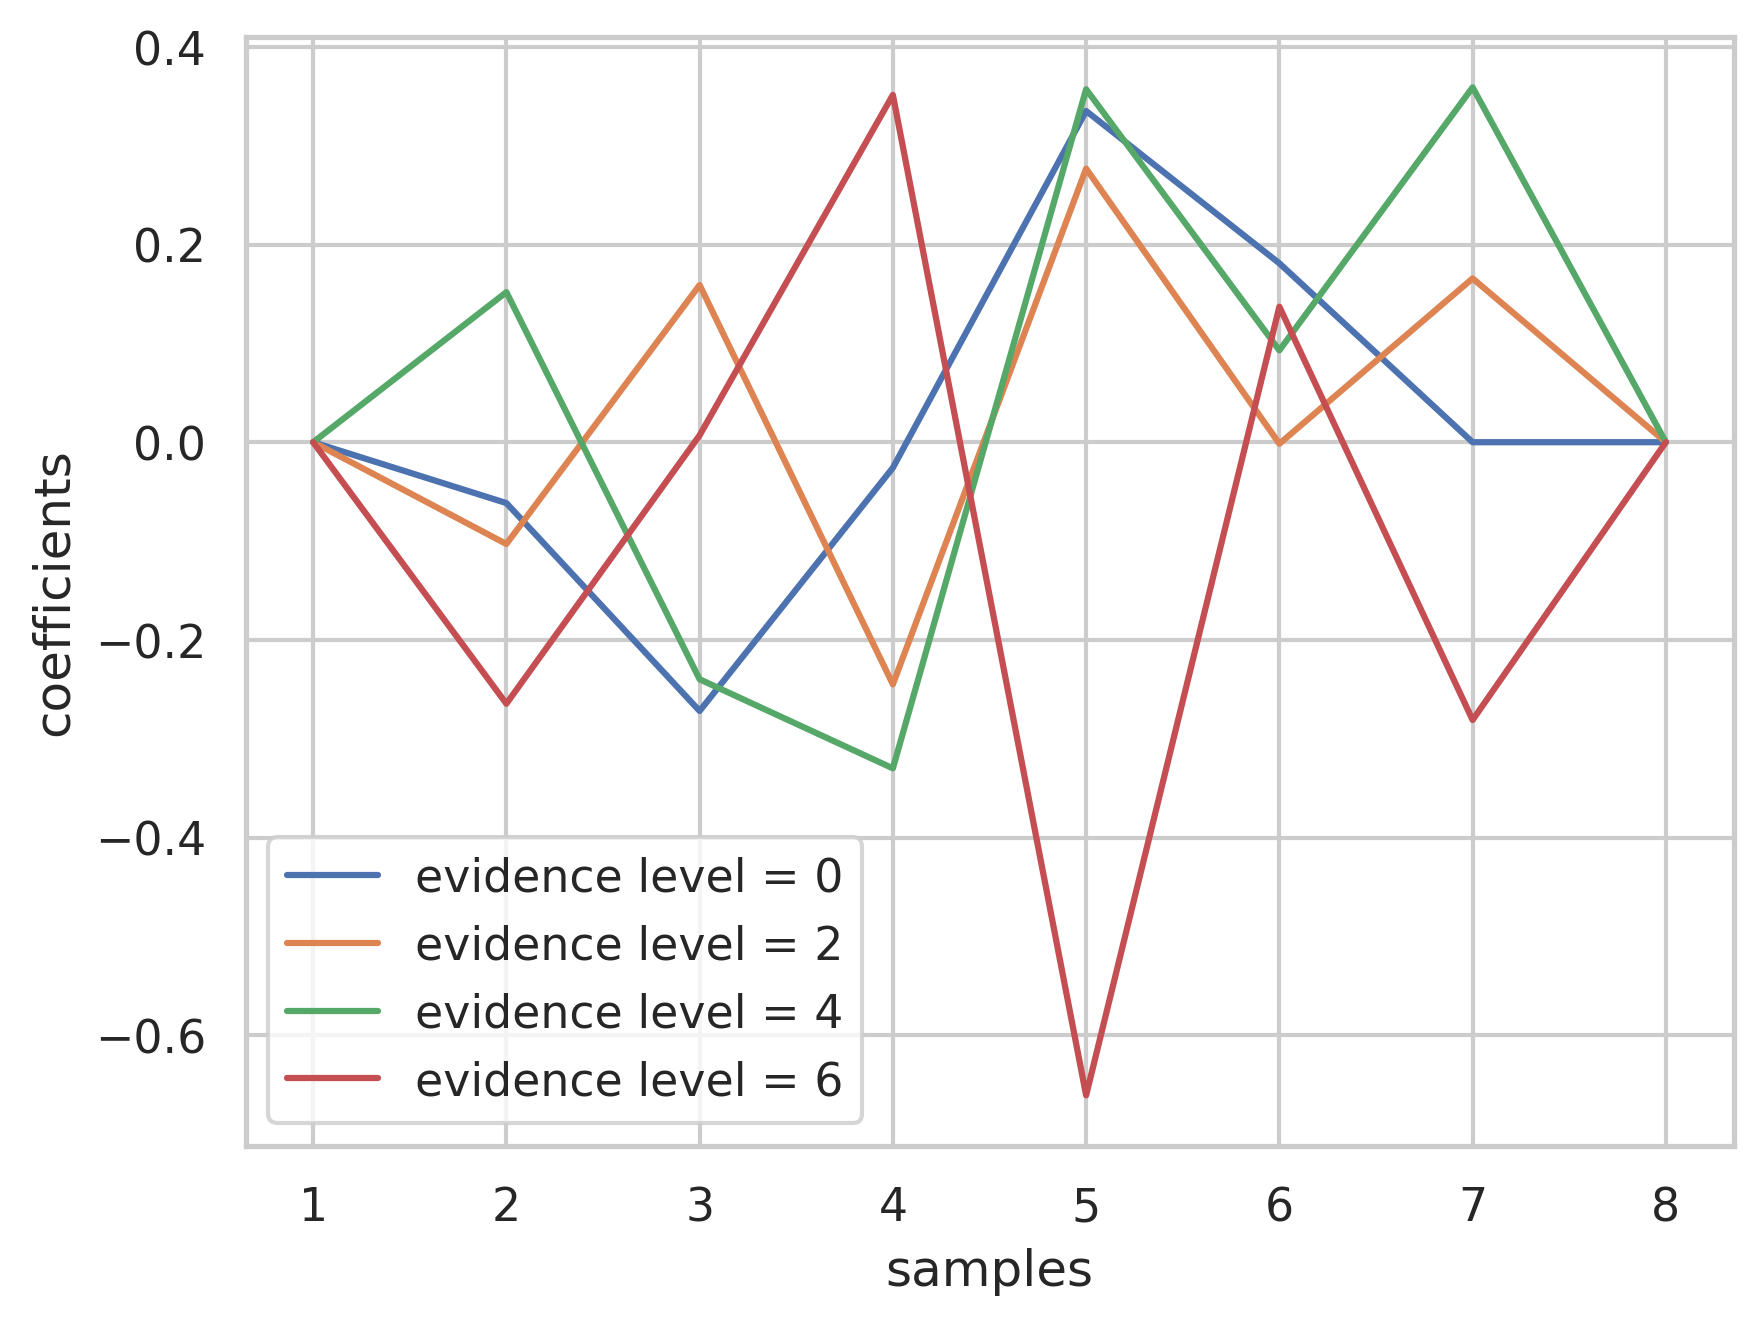 0.4
0.2
0.0
−0.2
−0.4
−0.6
coefficients
evidence level = 0
evidence level = 2
evidence level = 4
evidence level = 6
1 2 3 4 5 6 7 8
samples